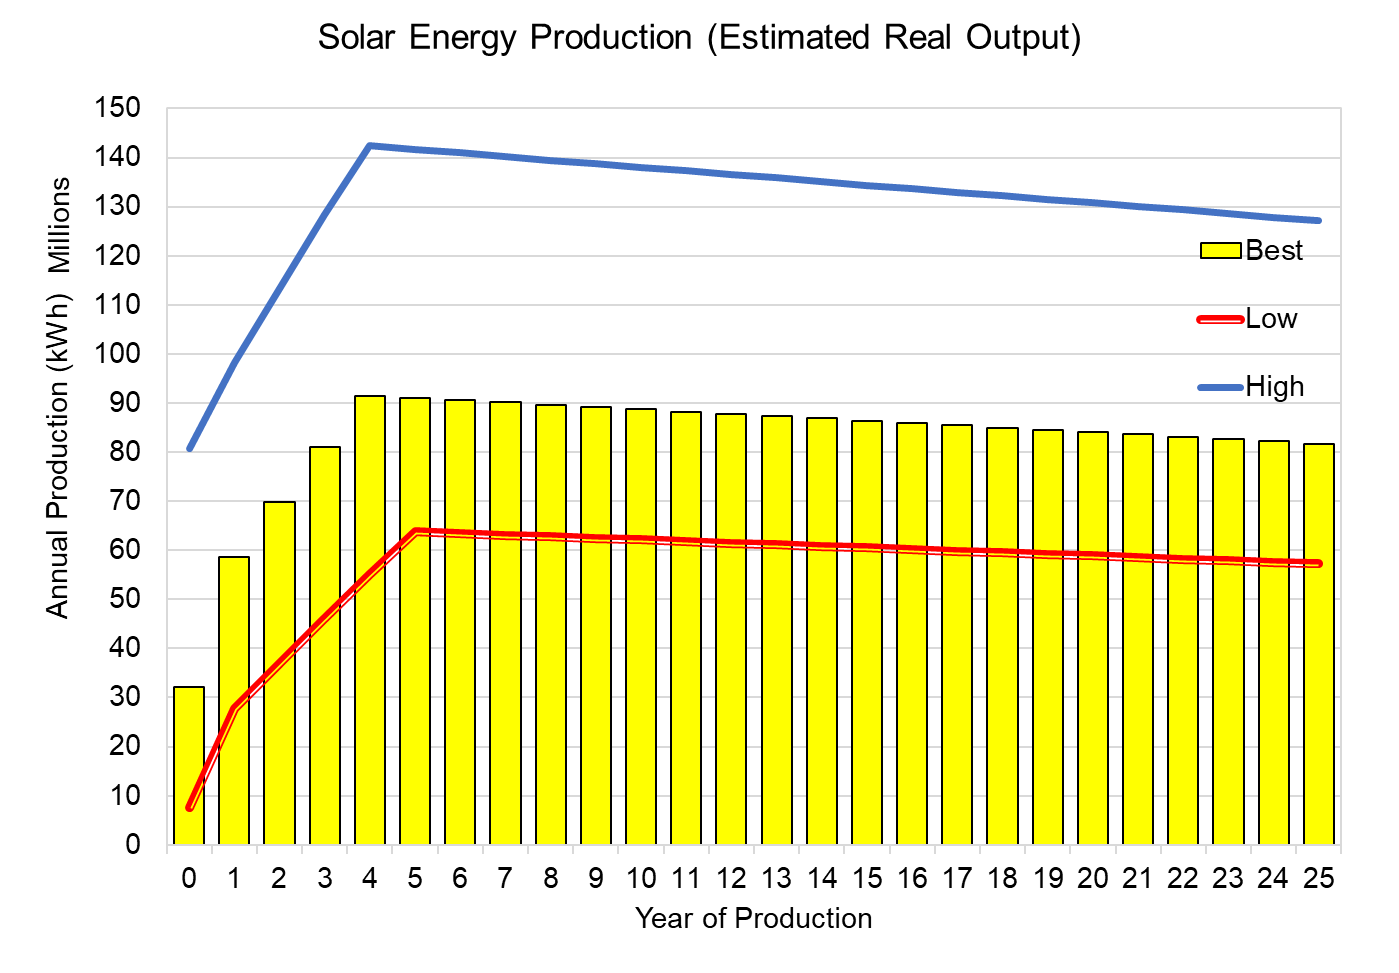 Solar Energy Production (Estimated Real Output)
Annual Production (kWh) Millions
150
140
130
120
110
100
90
80
70
60
50
40
30
20
10
0
Best
Low
High
0 1 2 3 4 5 6 7 8 9 10 11 12 13 14 15 16 17 18 19 20 21 22 23 24 25
Year of Production